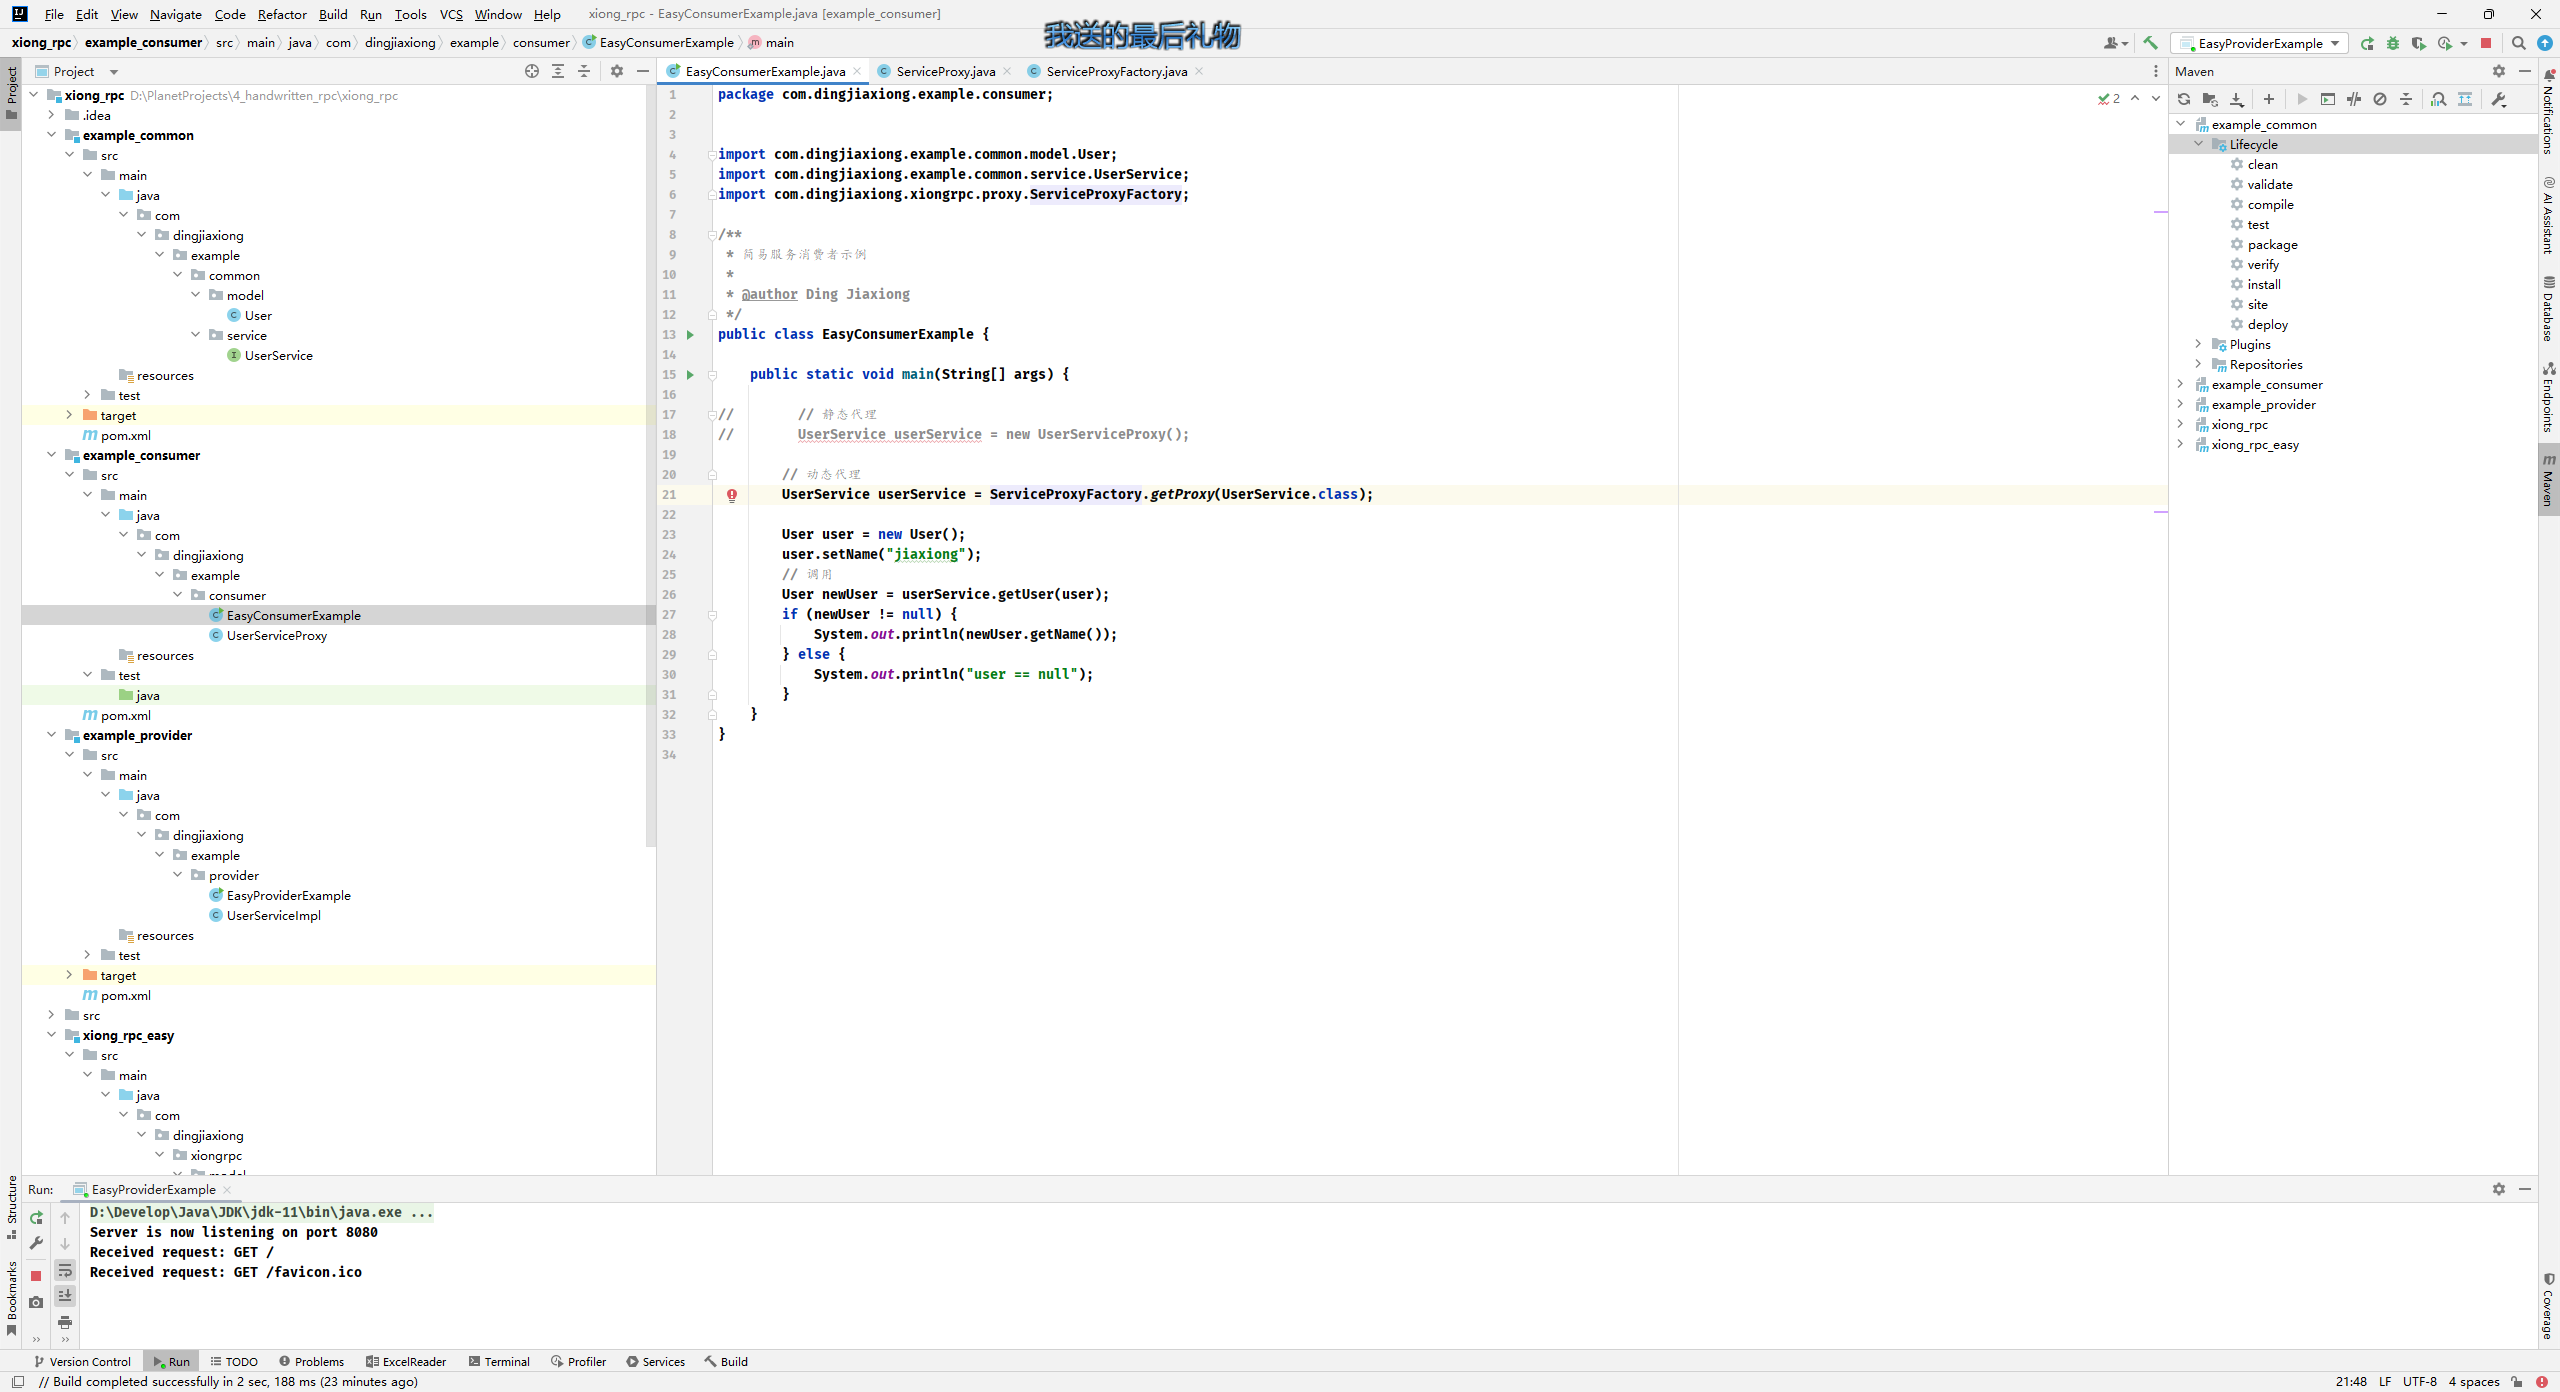 File Edit View Navigate Code Refactor Build Run Tools VCS Window Help xiong_rpc - EasyConsumerExample.java [example_consumer]
我送的最后礼物
xiong_rpc example_consumer src main java com dingjiaxiong example consumer EasyConsumerExample main
EasyProviderExample
Project
Project
EasyConsumerExample.java
ServiceProxy.java
ServiceProxyFactory.java
Maven
xiong_rpc D:\PlanetProjects\4_handwritten_rpc\xiong_rpc
.idea
example_common
src
main
java
com
dingjiaxiong
example
common
model
User
service
UserService
resources
test
target
pom.xml
example_consumer
src
main
java
com
dingjiaxiong
example
consumer
EasyConsumerExample
UserServiceProxy
resources
test
java
pom.xml
example_provider
src
main
java
com
dingjiaxiong
example
provider
EasyProviderExample
UserServiceImpl
resources
test
target
pom.xml
src
xiong_rpc_easy
src
main
java
com
dingjiaxiong
xiongrpc
model
1 package com.dingjiaxiong.example.consumer;
2
3
4 import com.dingjiaxiong.example.common.model.User;
5 import com.dingjiaxiong.example.common.service.UserService;
6 import com.dingjiaxiong.xiongrpc.proxy.ServiceProxyFactory;
7
8 /**
9 * 简易服务消费者示例
10 *
11 * @author Ding Jiaxiong
12 */
13 public class EasyConsumerExample {
14
15 public static void main(String[] args) {
16
17 // // 静态代理
18 // UserService userService = new UserServiceProxy();
19
20 // 动态代理
21 UserService userService = ServiceProxyFactory.getProxy(UserService.class);
22
23 User user = new User();
24 user.setName("jiaxiong");
25 // 调用
26 User newUser = userService.getUser(user);
27 if (newUser != null) {
28 System.out.println(newUser.getName());
29 } else {
30 System.out.println("user == null");
31 }
32 }
33 }
34
2
example_common
Lifecycle
clean
validate
compile
test
package
verify
install
site
deploy
Plugins
Repositories
example_consumer
example_provider
xiong_rpc
xiong_rpc_easy
Notifications
AI Assistant
Database
Endpoints
Maven
Coverage
Structure
Bookmarks
Run: EasyProviderExample
D:\Develop\Java\JDK\jdk-11\bin\java.exe ...
Server is now listening on port 8080
Received request: GET /
Received request: GET /favicon.ico
Version Control Run TODO Problems ExcelReader Terminal Profiler Services Build
// Build completed successfully in 2 sec, 188 ms (23 minutes ago)
21:48 LF UTF-8 4 spaces